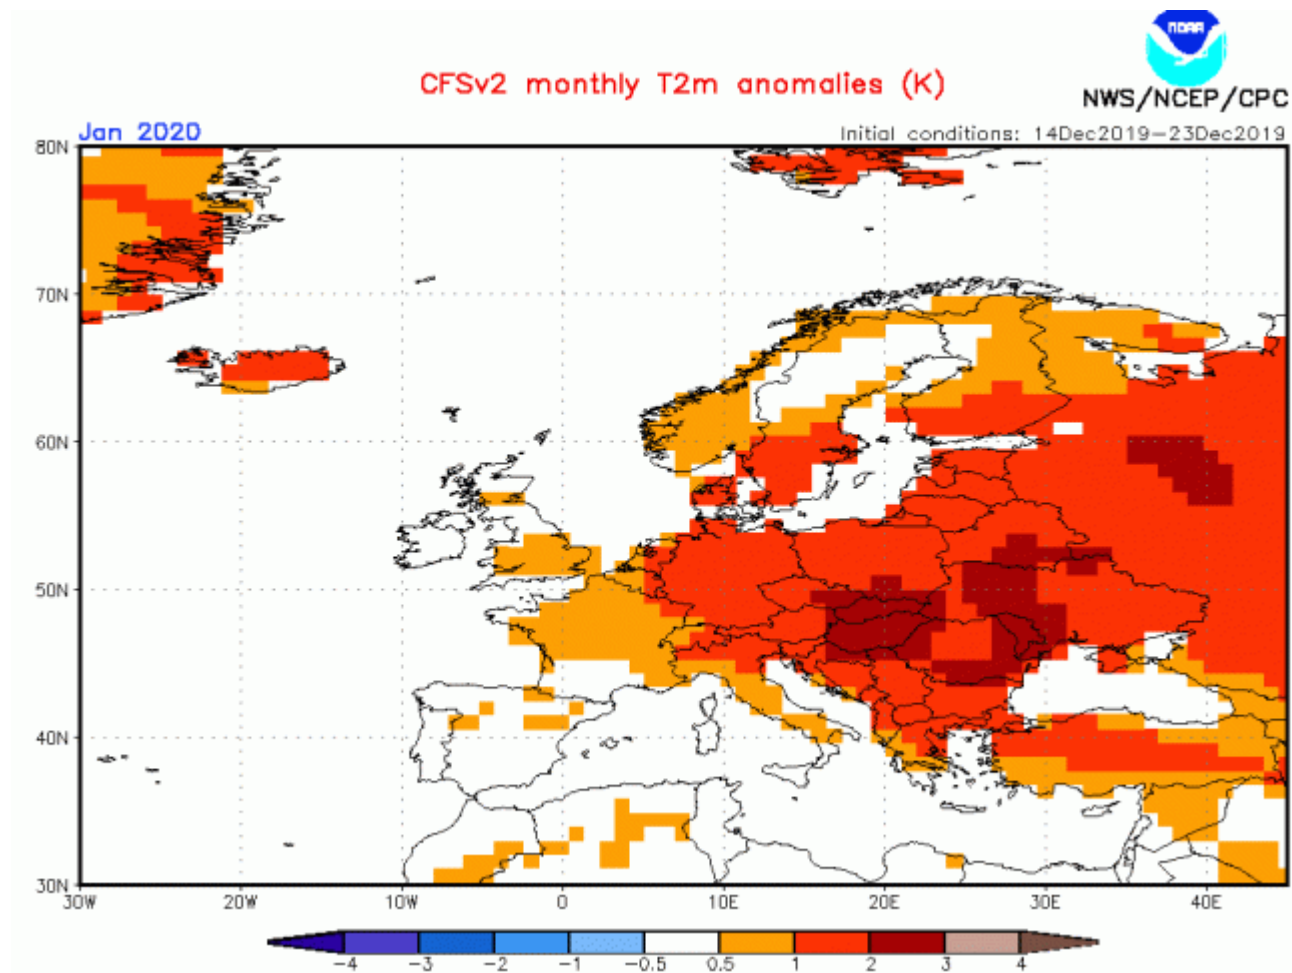 NOAA
CFSv2 monthly T2m anomalies (K)
NWS/NCEP/CPC
Jan 2020
Initial conditions: 14Dec2019-23Dec2019
80N
70N
60N
50N
40N
30N
30W 20W 10W 0 10E 20E 30E 40E
-4 -3 -2 -1 -0.5 0.5 1 2 3 4